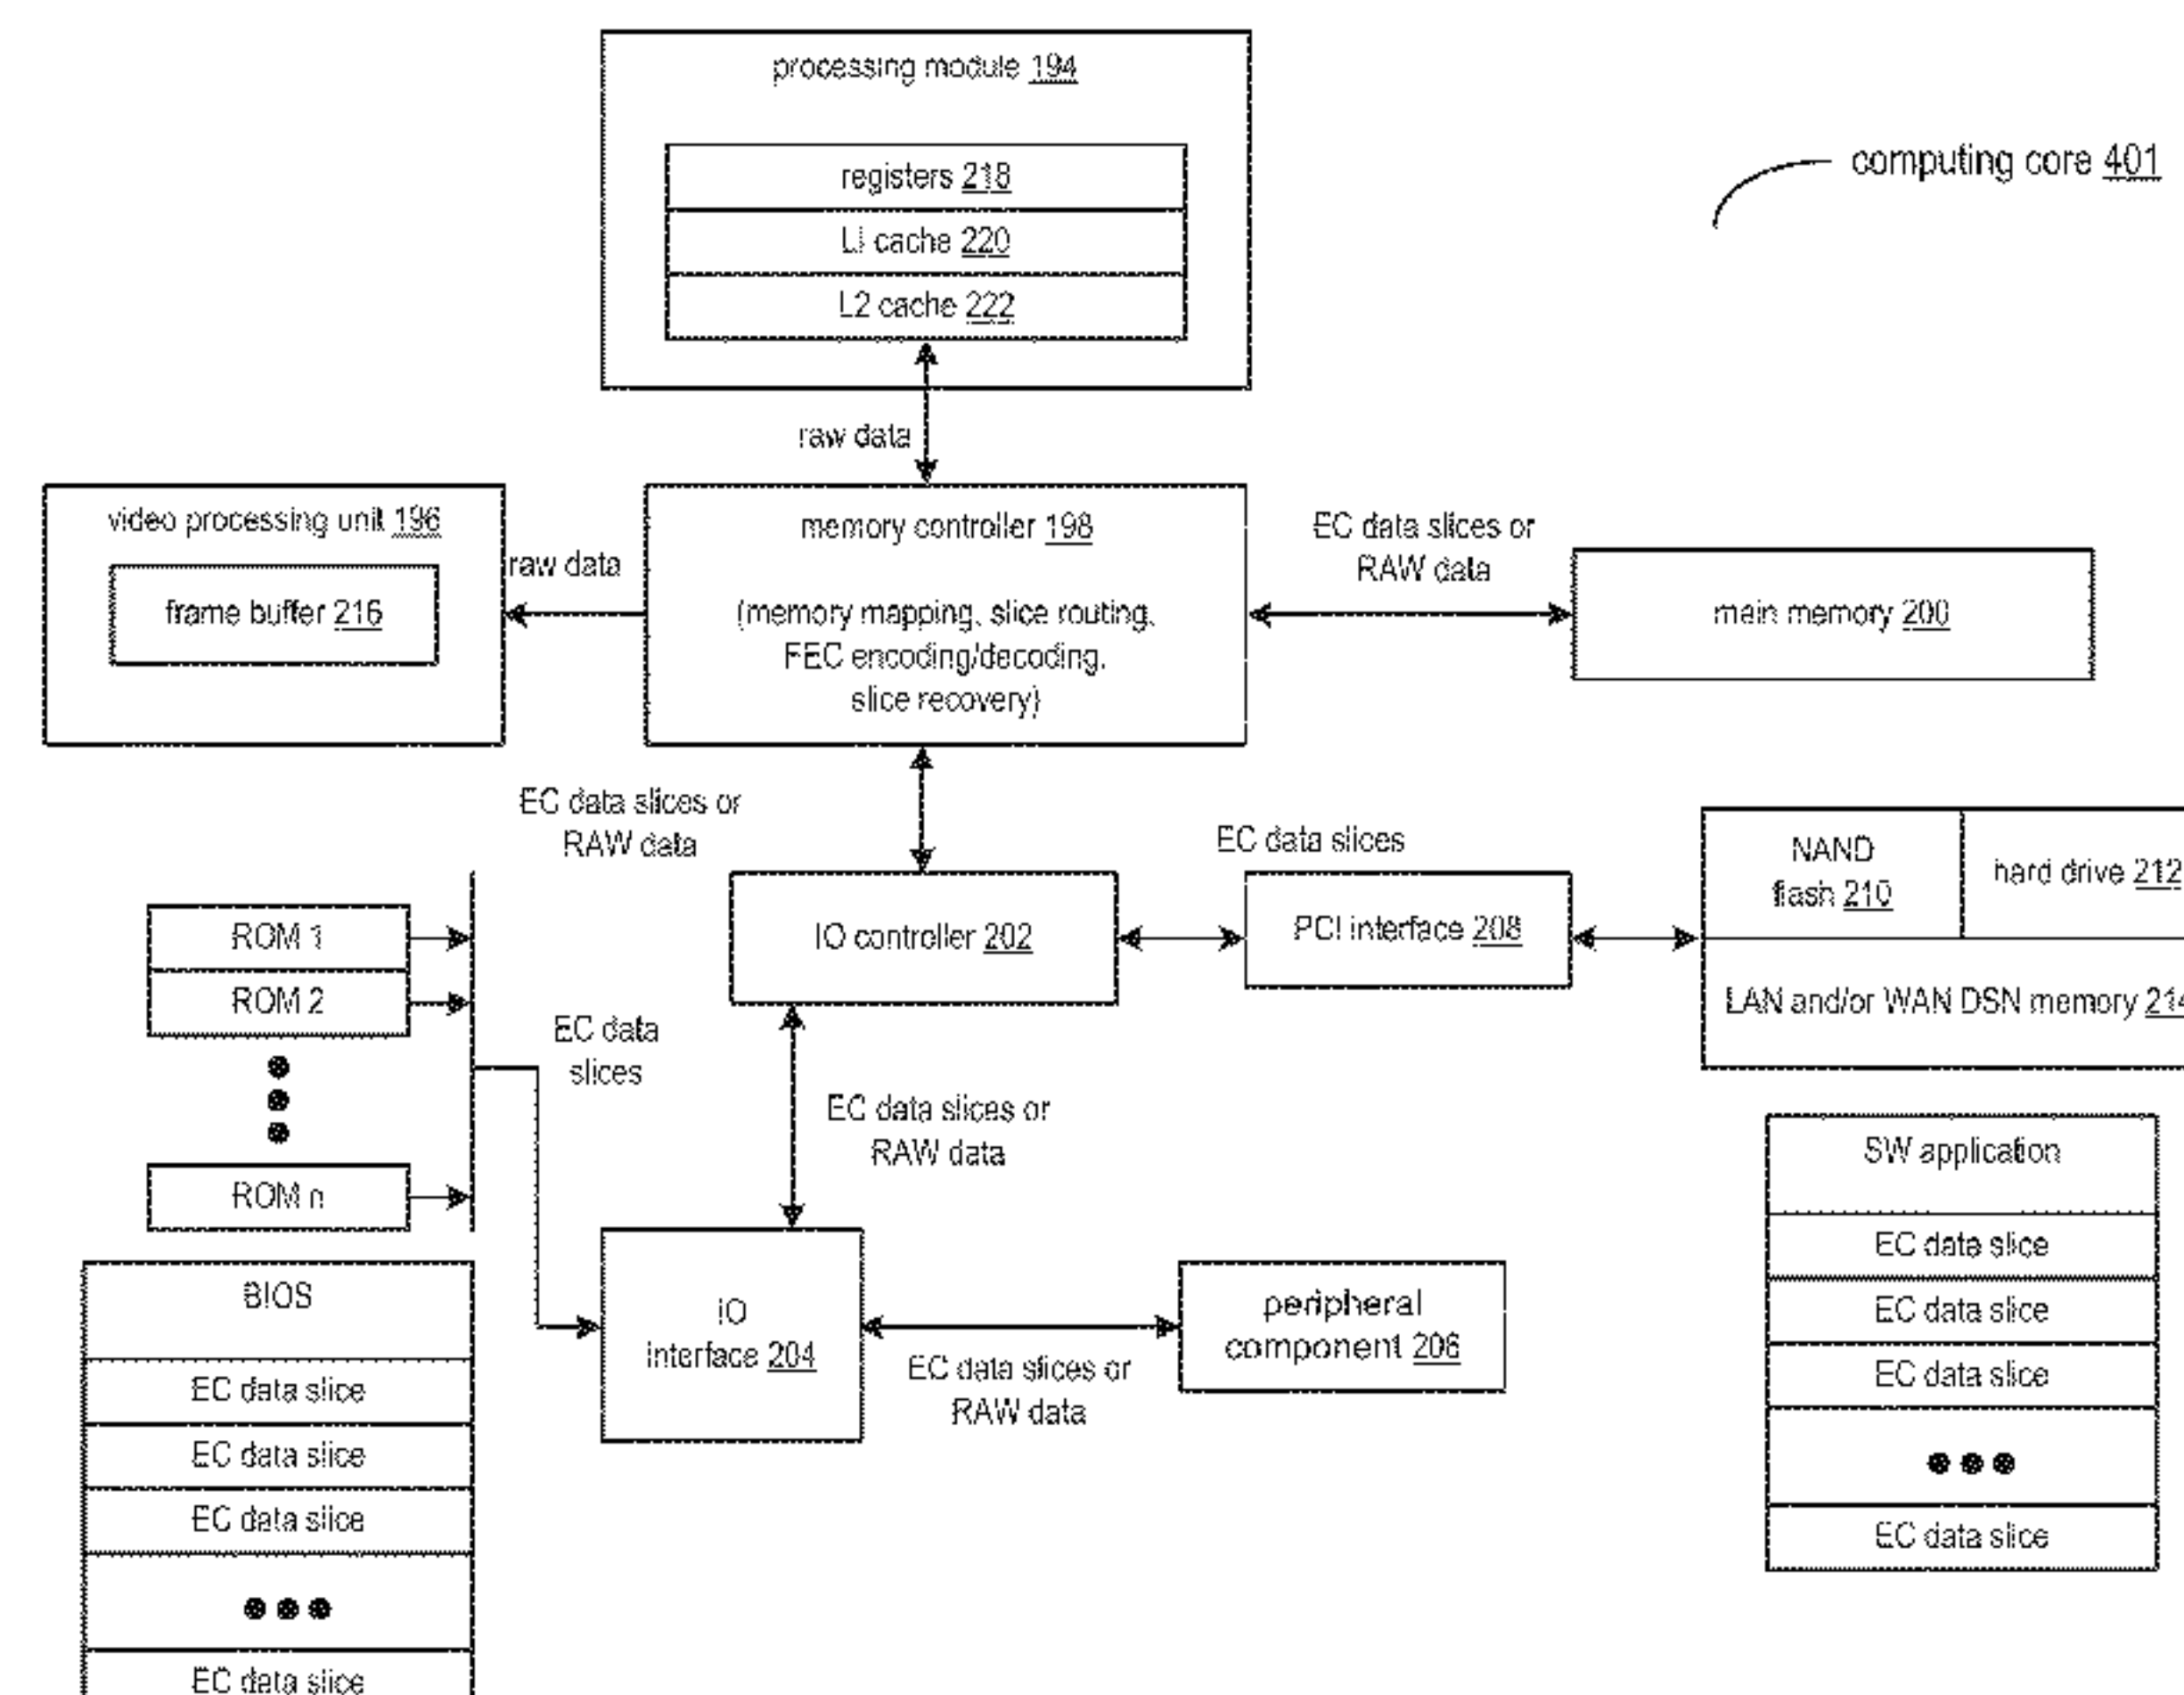 processing module 194
registers 218
L1 cache 220
L2 cache 222
computing core 401
raw data
video processing unit 196
frame buffer 216
raw data
memory controller 198
(memory mapping, slice routing,
FEC encoding/decoding,
slice recovery)
EC data slices or
RAW data
main memory 200
EC data slices or
RAW data
IO controller 202
EC data slices
PCI interface 208
NAND
flash 210
hard drive 212
LAN and/or WAN DSN memory 214
ROM 1
ROM 2
ROM n
EC data
slices
EC data slices or
RAW data
IO
interface 204
EC data slices or
RAW data
peripheral
component 206
BIOS
EC data slice
EC data slice
EC data slice
EC data slice
SW application
EC data slice
EC data slice
EC data slice
EC data slice